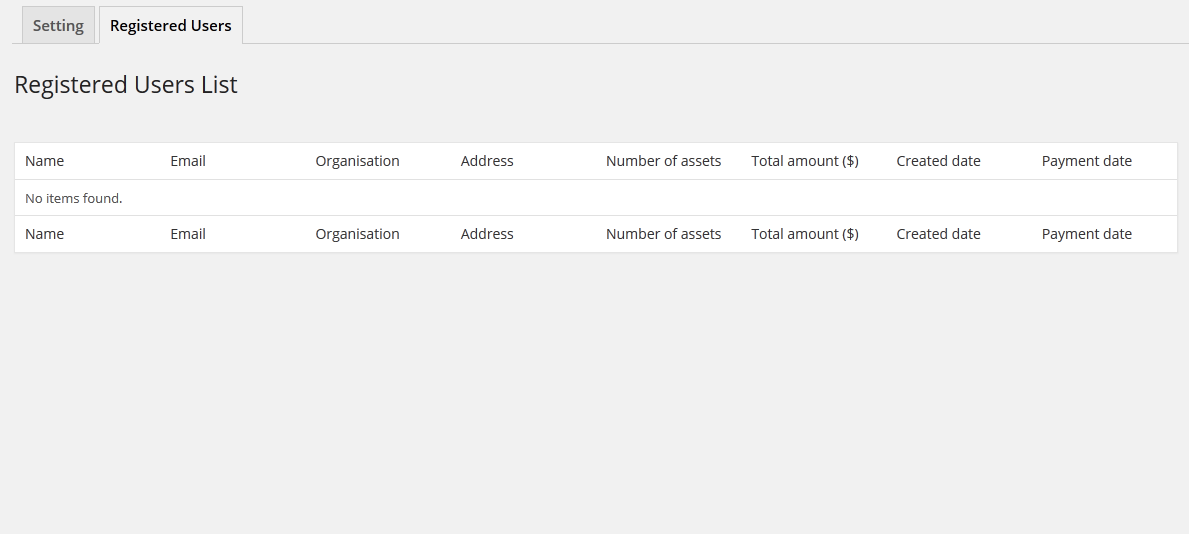 Setting Registered Users
Registered Users List
Name Email Organisation Address Number of assets Total amount ($) Created date Payment date
No items found.
Name Email Organisation Address Number of assets Total amount ($) Created date Payment date